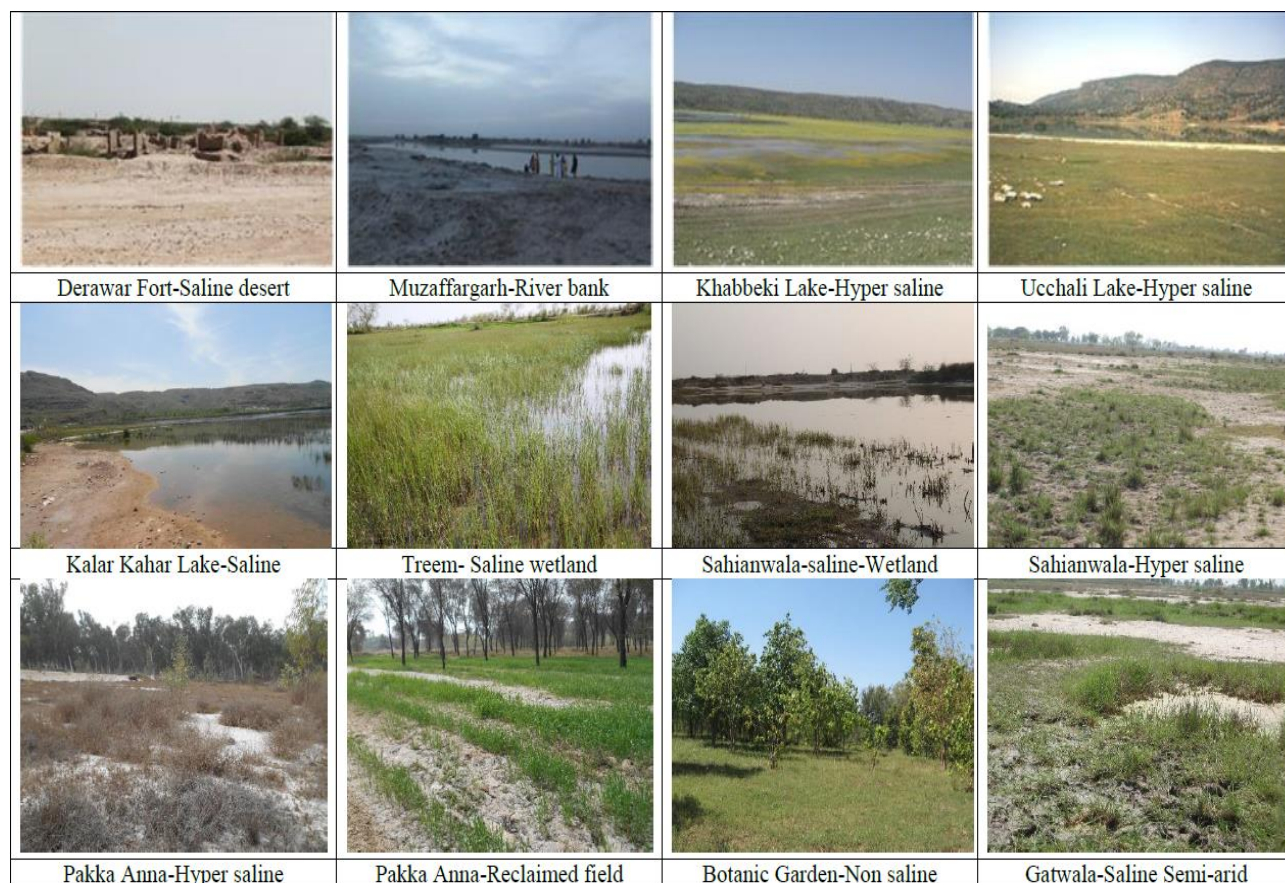 Derawar Fort-Saline desert
Muzaffargarh-River bank
Khabbeki Lake-Hyper saline
Ucchali Lake-Hyper saline
Kalar Kahar Lake-Saline
Treem- Saline wetland
Sahianwala-saline-Wetland
Sahianwala-Hyper saline
Pakka Anna-Hyper saline
Pakka Anna-Reclaimed field
Botanic Garden-Non saline
Gatwala-Saline Semi-arid